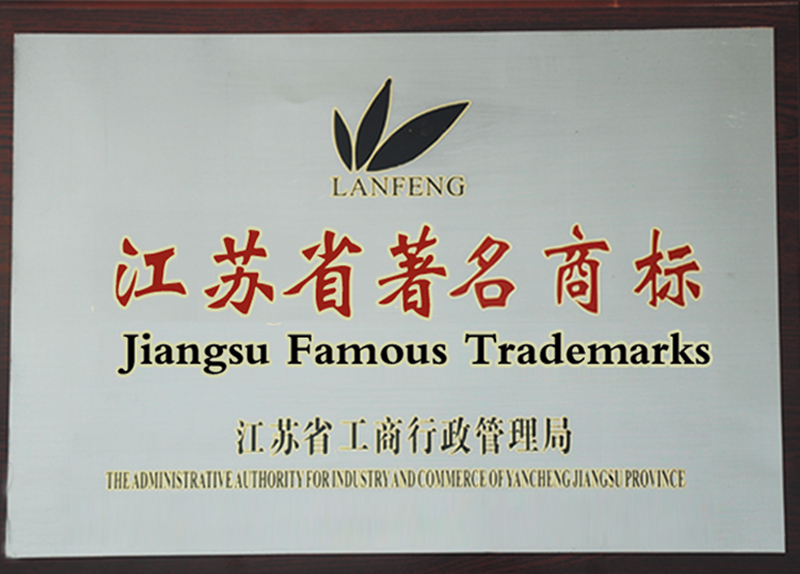 LANFENG
江苏省著名商标
Jiangsu Famous Trademarks
江苏省工商行政管理局
THE ADMINISTRATIVE AUTHORITY FOR INDUSTRY AND COMMERCE OF YANCHENG JIANGSU PROVINCE